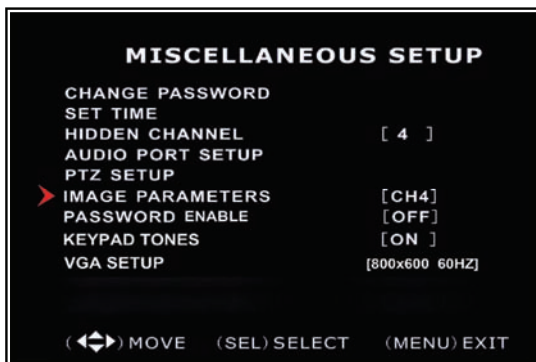 MISCELLANEOUS SETUP
CHANGE PASSWORD
SET TIME
HIDDEN CHANNEL [ 4 ]
AUDIO PORT SETUP
PTZ SETUP
IMAGE PARAMETERS [CH4]
PASSWORD ENABLE [OFF]
KEYPAD TONES [ON ]
VGA SETUP [800x600 60HZ]
(◀▲▼▶) MOVE (SEL) SELECT (MENU) EXIT